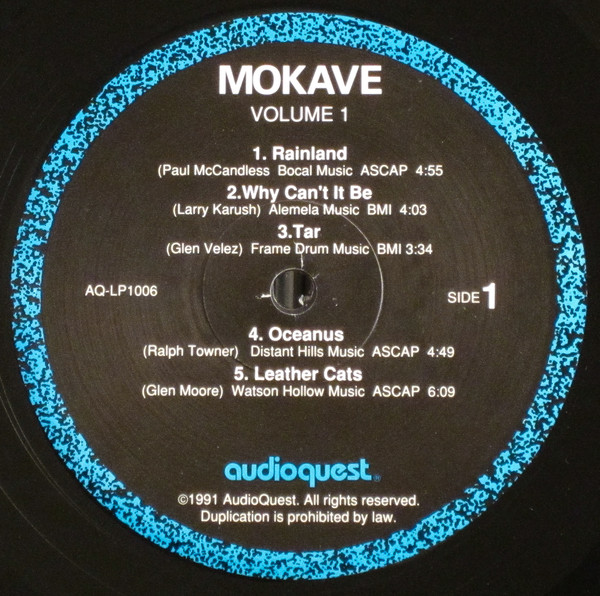 MOKAVE
VOLUME 1
1. Rainland
(Paul McCandless Bocal Music ASCAP 4:55
2.Why Can't It Be
(Larry Karush) Alemela Music BMI 4:03
3.Tar
(Glen Velez) Frame Drum Music BMI 3:34
AQ-LP1006
SIDE 1
4. Oceanus
(Ralph Towner) Distant Hills Music ASCAP 4:49
5. Leather Cats
(Glen Moore) Watson Hollow Music ASCAP 6:09
audioquest®
©1991 AudioQuest. All rights reserved.
Duplication is prohibited by law.